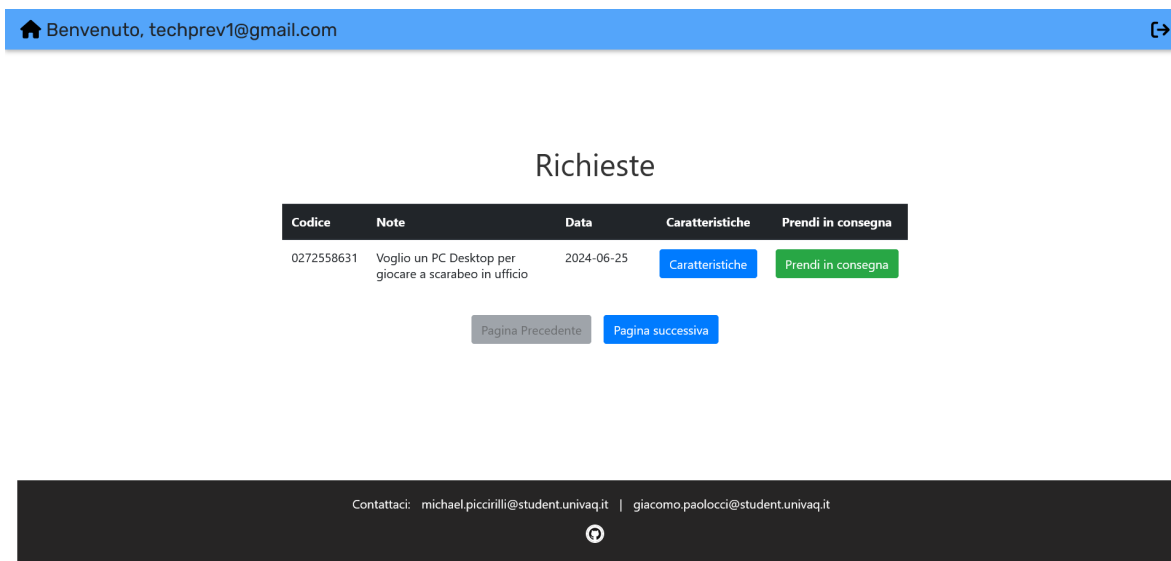 Benvenuto, techprev1@gmail.com
Richieste
Codice Note Data Caratteristiche Prendi in consegna
0272558631 Voglio un PC Desktop per 2024-06-25 Caratteristiche Prendi in consegna
giocare a scarabeo in ufficio
Pagina Precedente Pagina successiva
Contattaci: michael.piccirilli@student.univaq.it | giacomo.paolocci@student.univaq.it